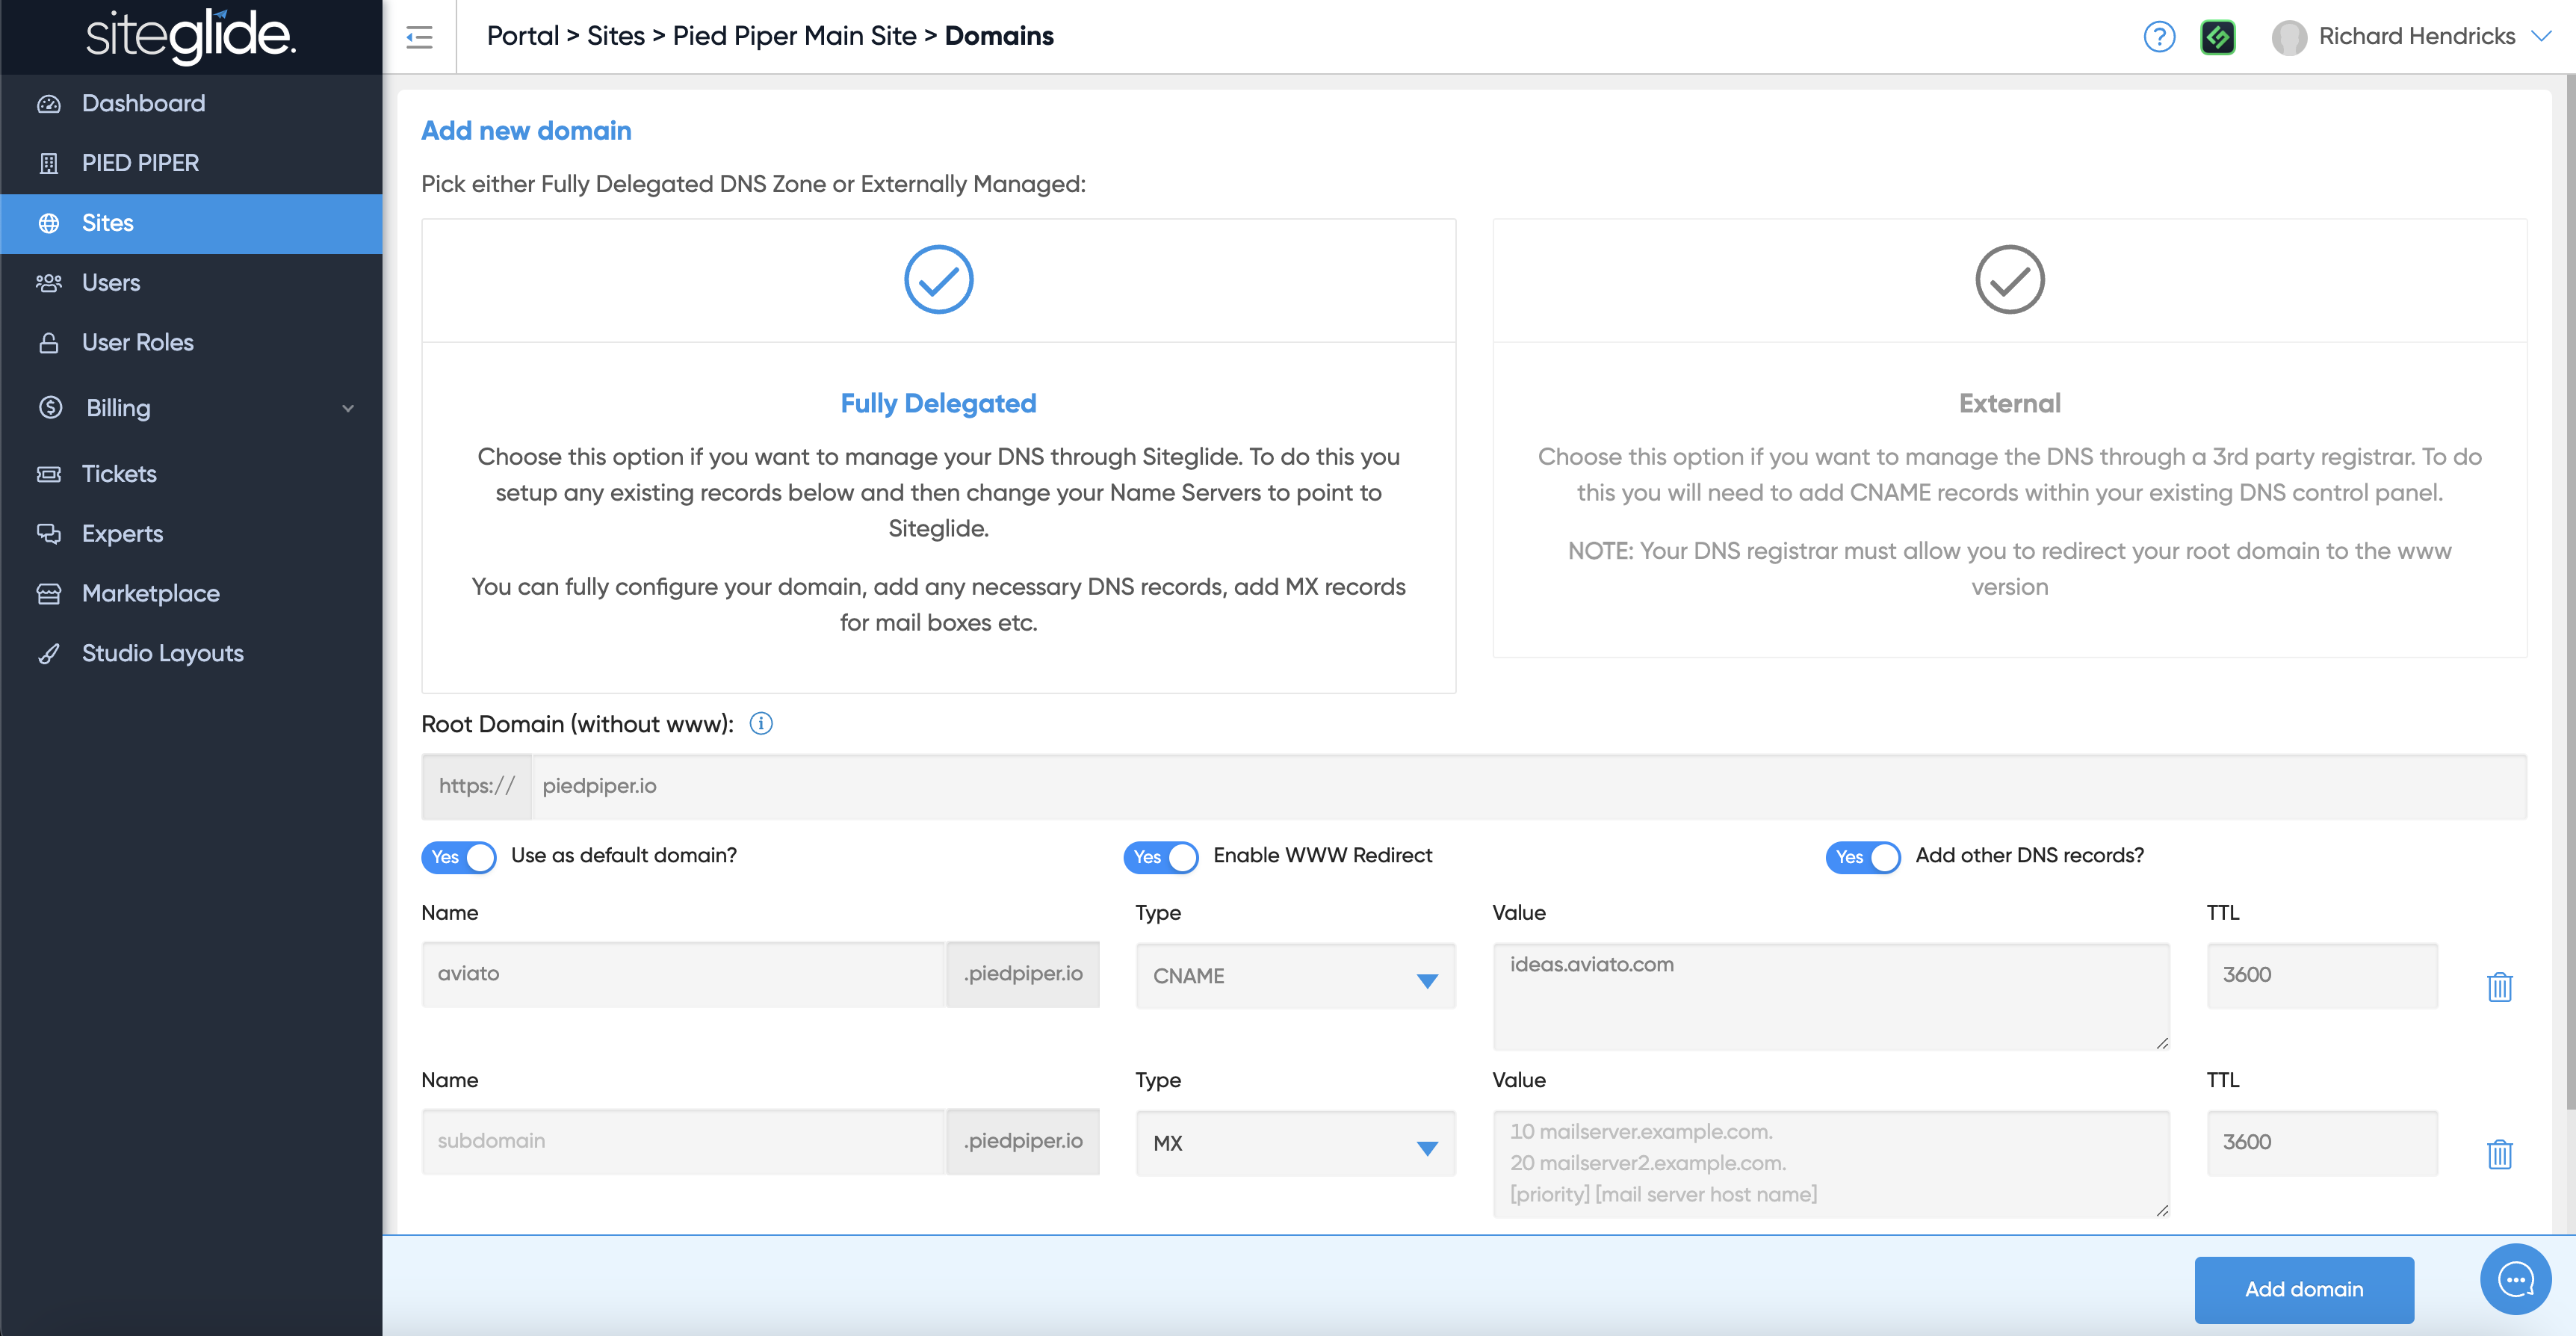 siteglide.
Portal > Sites > Pied Piper Main Site > Domains
Richard Hendricks
Dashboard
PIED PIPER
Sites
Users
User Roles
Billing
Tickets
Experts
Marketplace
Studio Layouts
Add new domain
Pick either Fully Delegated DNS Zone or Externally Managed:
Fully Delegated
Choose this option if you want to manage your DNS through Siteglide. To do this you
setup any existing records below and then change your Name Servers to point to
Siteglide.
You can fully configure your domain, add any necessary DNS records, add MX records
for mail boxes etc.
External
Choose this option if you want to manage the DNS through a 3rd party registrar. To do
this you will need to add CNAME records within your existing DNS control panel.
NOTE: Your DNS registrar must allow you to redirect your root domain to the www
version
Root Domain (without www):
https:// piedpiper.io
Yes Use as default domain?
Yes Enable WWW Redirect
Yes Add other DNS records?
Name Type Value TTL
aviato .piedpiper.io CNAME ideas.aviato.com 3600
Name Type Value TTL
subdomain .piedpiper.io MX 3600
10 mailserver.example.com.
20 mailserver2.example.com.
[priority] [mail server host name]
Add domain